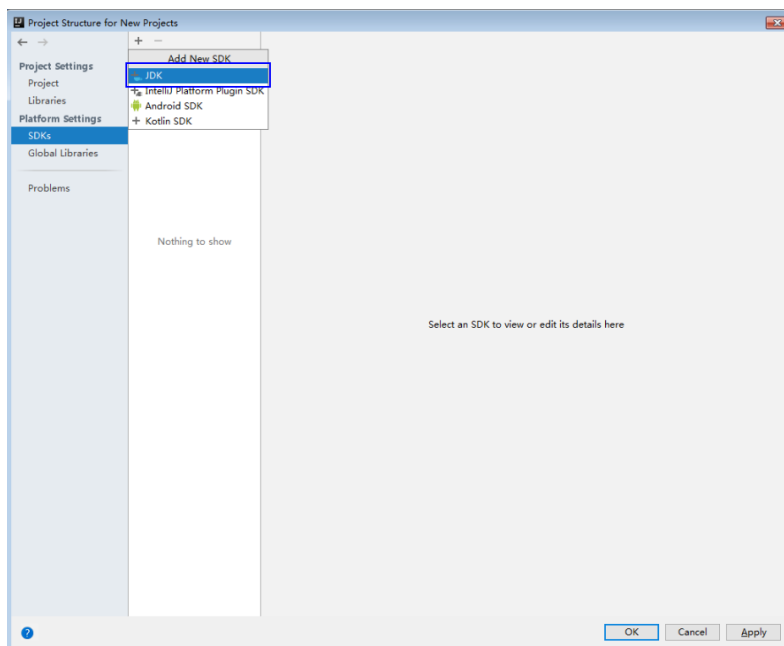 Project Structure for New Projects
Project Settings
Project
Libraries
Platform Settings
SDKs
Global Libraries
Problems
Add New SDK
JDK
IntelliJ Platform Plugin SDK
Android SDK
Kotlin SDK
Nothing to show
Select an SDK to view or edit its details here
?
OK Cancel Apply